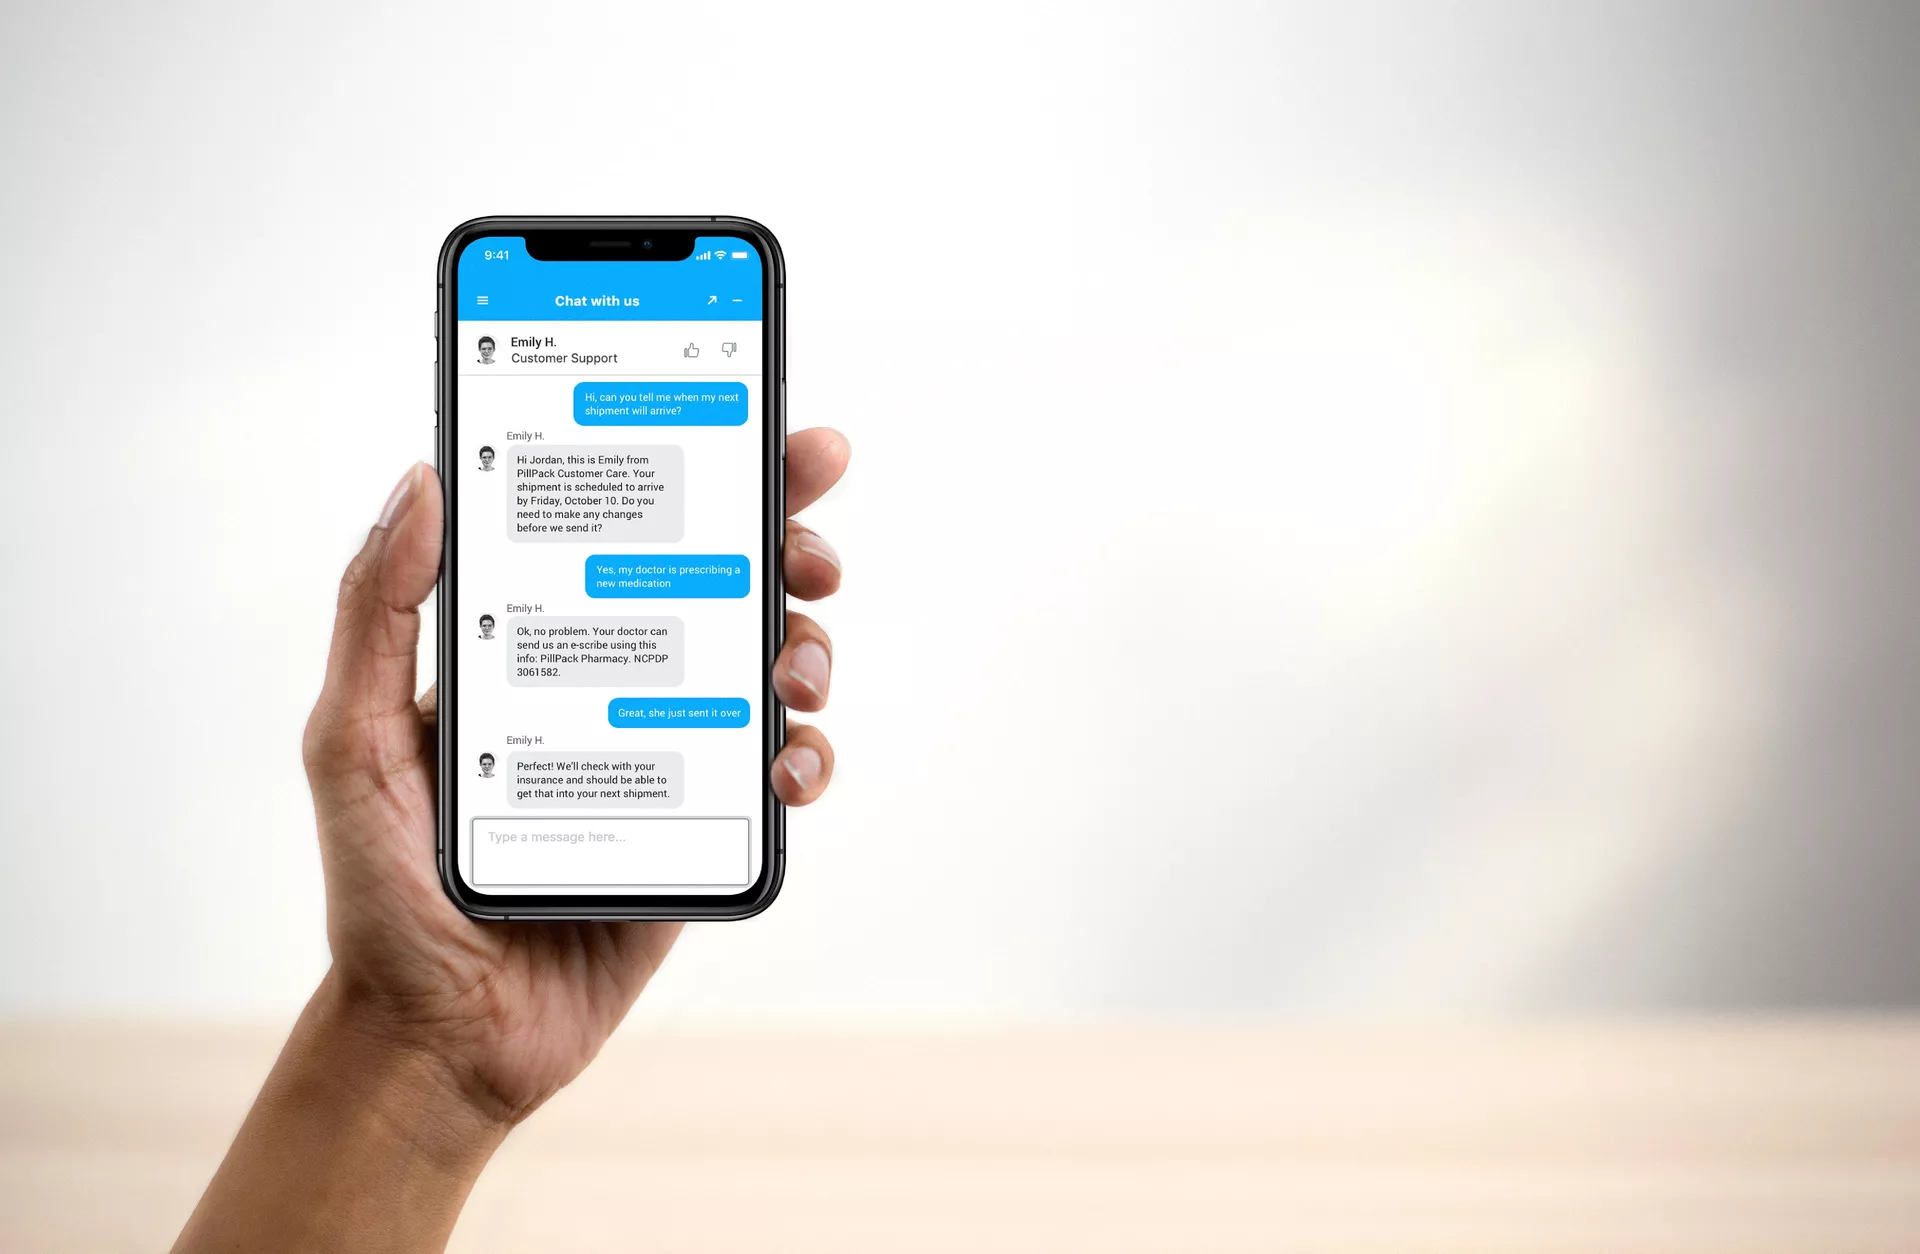 9:41
Chat with us
Emily H.
Customer Support
Hi, can you tell me when my next
shipment will arrive?
Emily H.
Hi Jordan, this is Emily from
PillPack Customer Care. Your
shipment is scheduled to arrive
by Friday, October 10. Do you
need to make any changes
before we send it?
Yes, my doctor is prescribing a
new medication
Emily H.
Ok, no problem. Your doctor can
send us an e-scribe using this
info: PillPack Pharmacy. NCPDP
3061582.
Great, she just sent it over
Emily H.
Perfect! We'll check with your
insurance and should be able to
get that into your next shipment.
Type a message here...